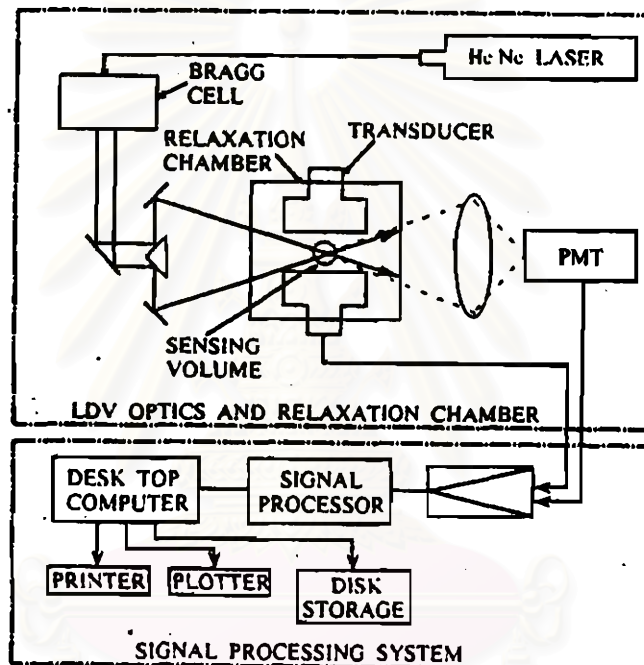 He Ne LASER
BRAGG
CELL
RELAXATION
CHAMBER
TRANSDUCER
PMT
SENSING
VOLUME
LDV OPTICS AND RELAXATION CHAMBER
DESK TOP
COMPUTER
SIGNAL
PROCESSOR
PRINTER
PLOTTER
DISK
STORAGE
SIGNAL PROCESSING SYSTEM